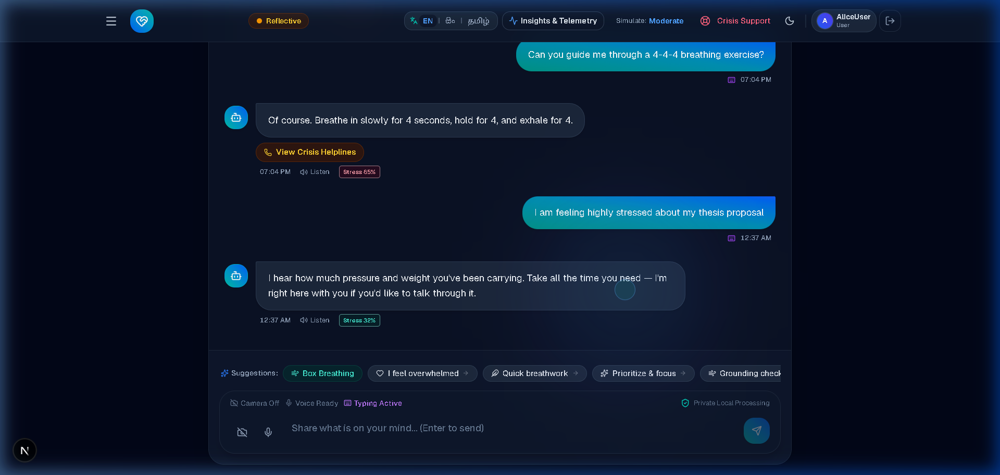 Reflective
EN
සිං
தமிழ்
Insights & Telemetry
Simulate: Moderate
Crisis Support
A
AliceUser
User
Can you guide me through a 4-4-4 breathing exercise?
07:04 PM
Of course. Breathe in slowly for 4 seconds, hold for 4, and exhale for 4.
View Crisis Helplines
07:04 PM Listen Stress 65%
I am feeling highly stressed about my thesis proposal
12:37 AM
I hear how much pressure and weight you've been carrying. Take all the time you need — I'm
right here with you if you'd like to talk through it.
12:37 AM Listen Stress 32%
Suggestions: Box Breathing I feel overwhelmed → Quick breathwork → Prioritize & focus → Grounding check
Camera Off Voice Ready Typing Active Private Local Processing
Share what is on your mind... (Enter to send)
N